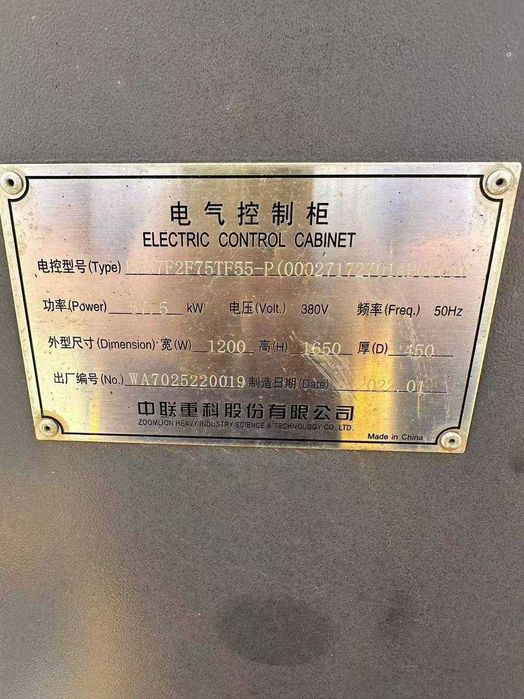 电气控制柜
ELECTRIC CONTROL CABINET
电控型号(Type)
功率(Power) kW 电压(Volt.) 380V 频率(Freq.) 50Hz
外型尺寸(Dimension) 宽(W) 1200 高(H) 1650 厚(D) 450
出厂编号(No.) WA7025220019 制造日期(Date)
中联重科股份有限公司
ZOOMLION HEAVY INDUSTRY SCIENCE & TECHNOLOGY CO.,LTD.
Made in China